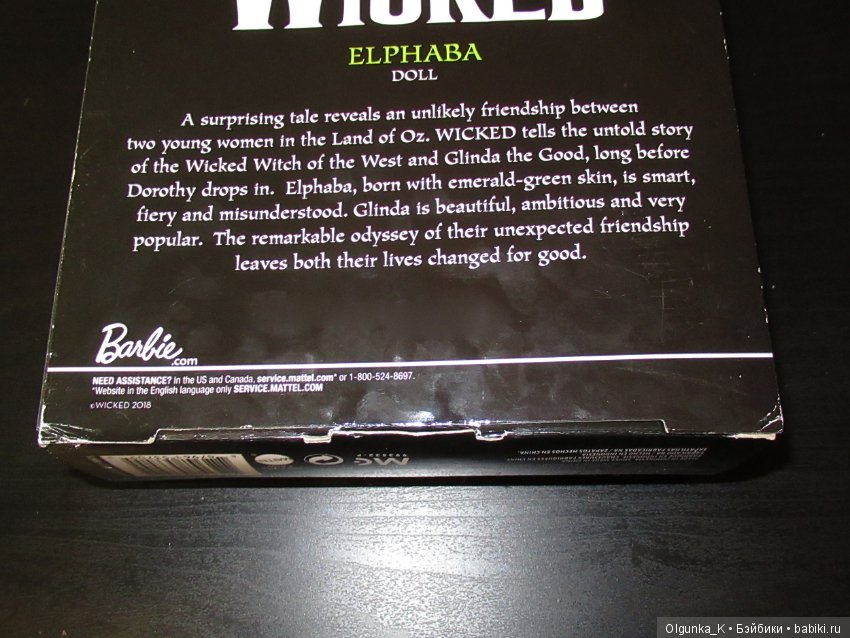 WICKED
ELPHABA
DOLL
A surprising tale reveals an unlikely friendship between
two young women in the Land of Oz. WICKED tells the untold story
of the Wicked Witch of the West and Glinda the Good, long before
Dorothy drops in. Elphaba, born with emerald-green skin, is smart,
fiery and misunderstood. Glinda is beautiful, ambitious and very
popular. The remarkable odyssey of their unexpected friendship
leaves both their lives changed for good.
Barbie.com
NEED ASSISTANCE? In the US and Canada, service.mattel.com* or 1-800-524-8697.
*Website in the English language only SERVICE.MATTEL.COM
©WICKED 2018
Olgunka_K • Бэйбики • babiki.ru